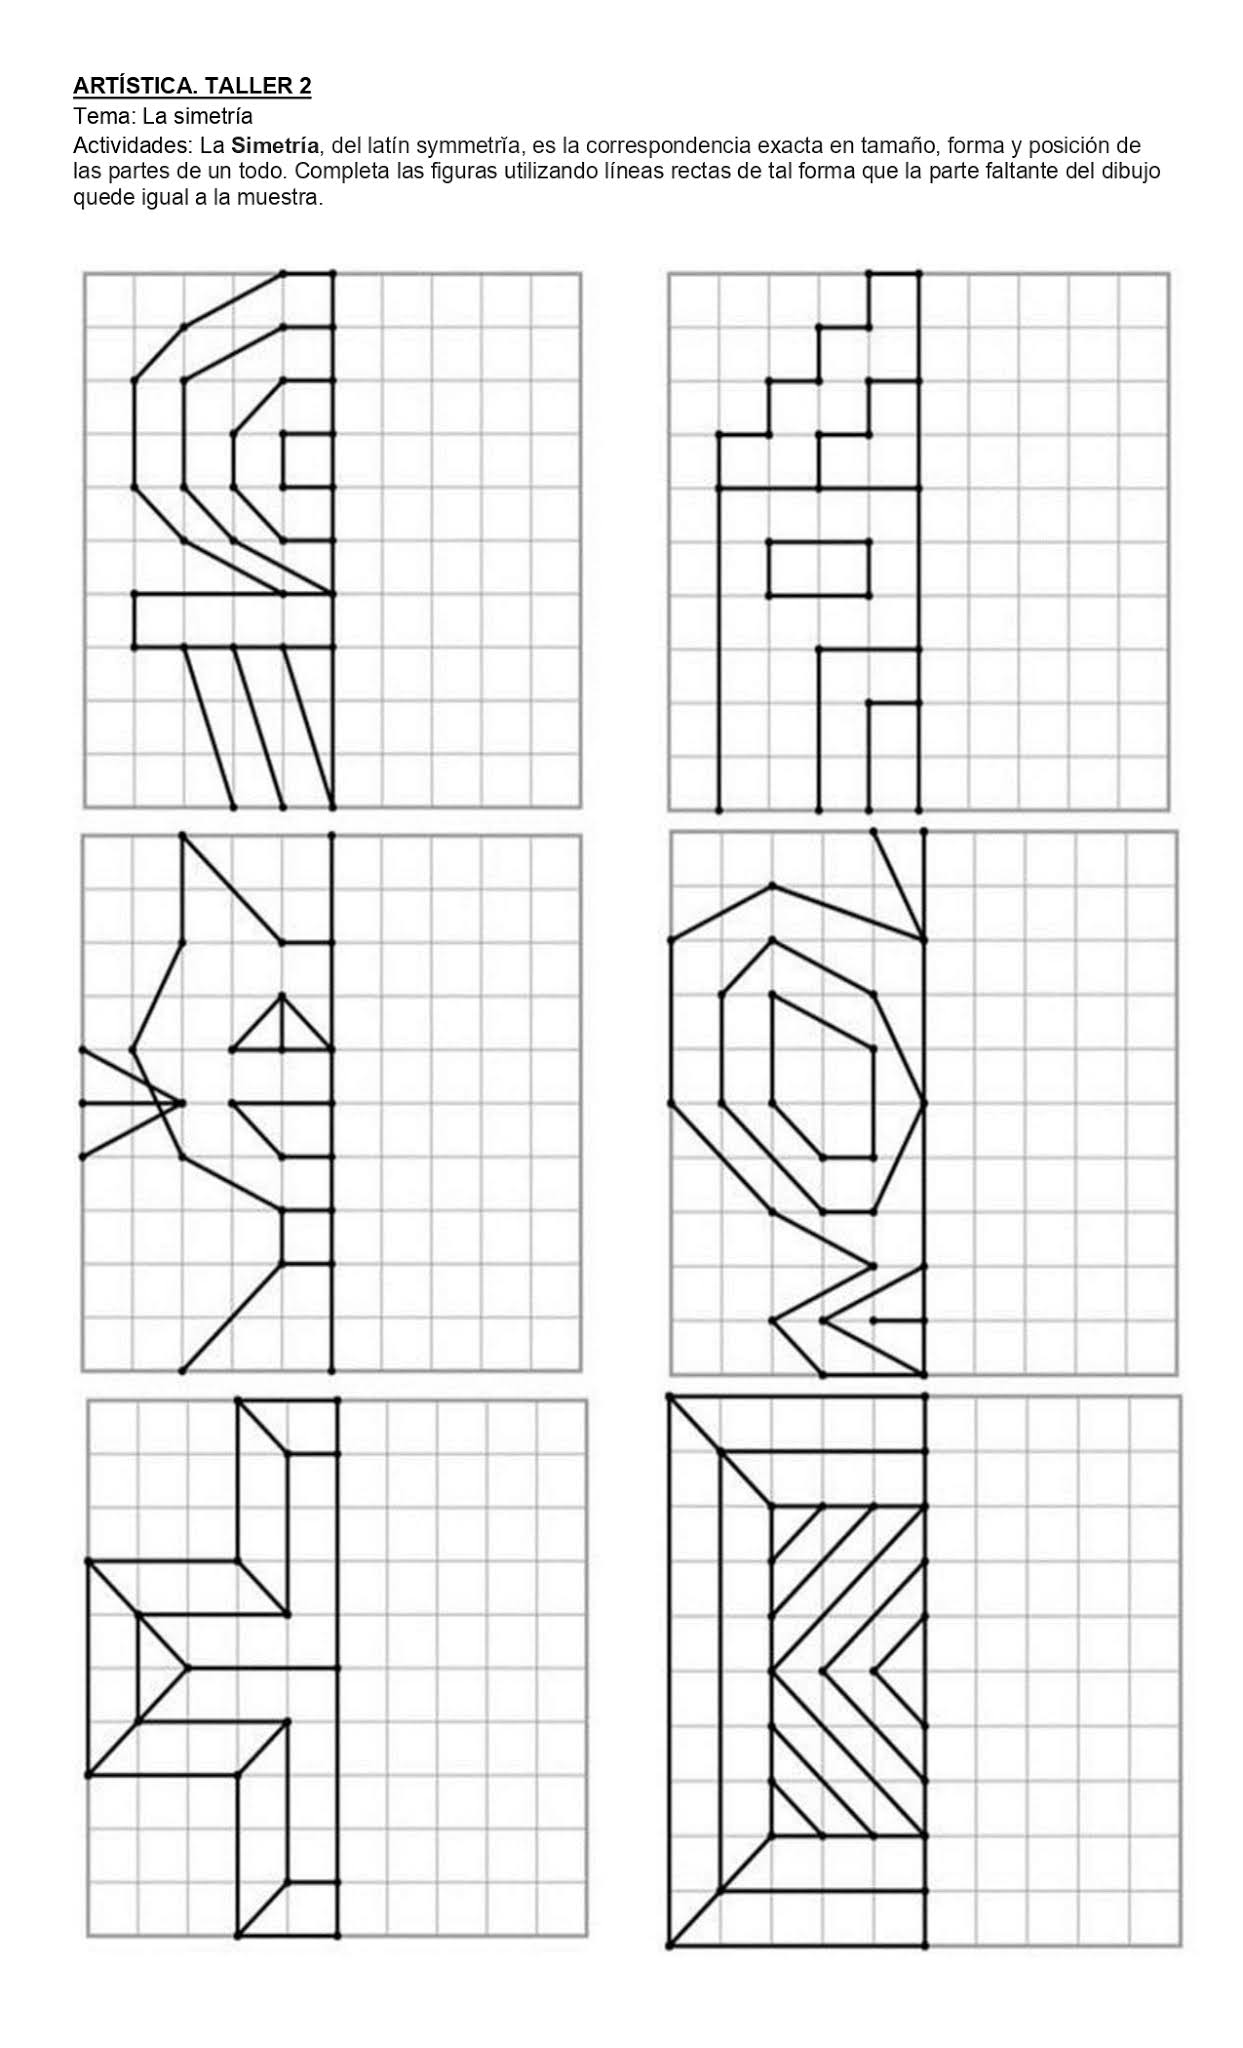 ARTÍSTICA. TALLER 2
Tema: La simetría
Actividades: La Simetría, del latín symmetrĭa, es la correspondencia exacta en tamaño, forma y posición de
las partes de un todo. Completa las figuras utilizando líneas rectas de tal forma que la parte faltante del dibujo
quede igual a la muestra.